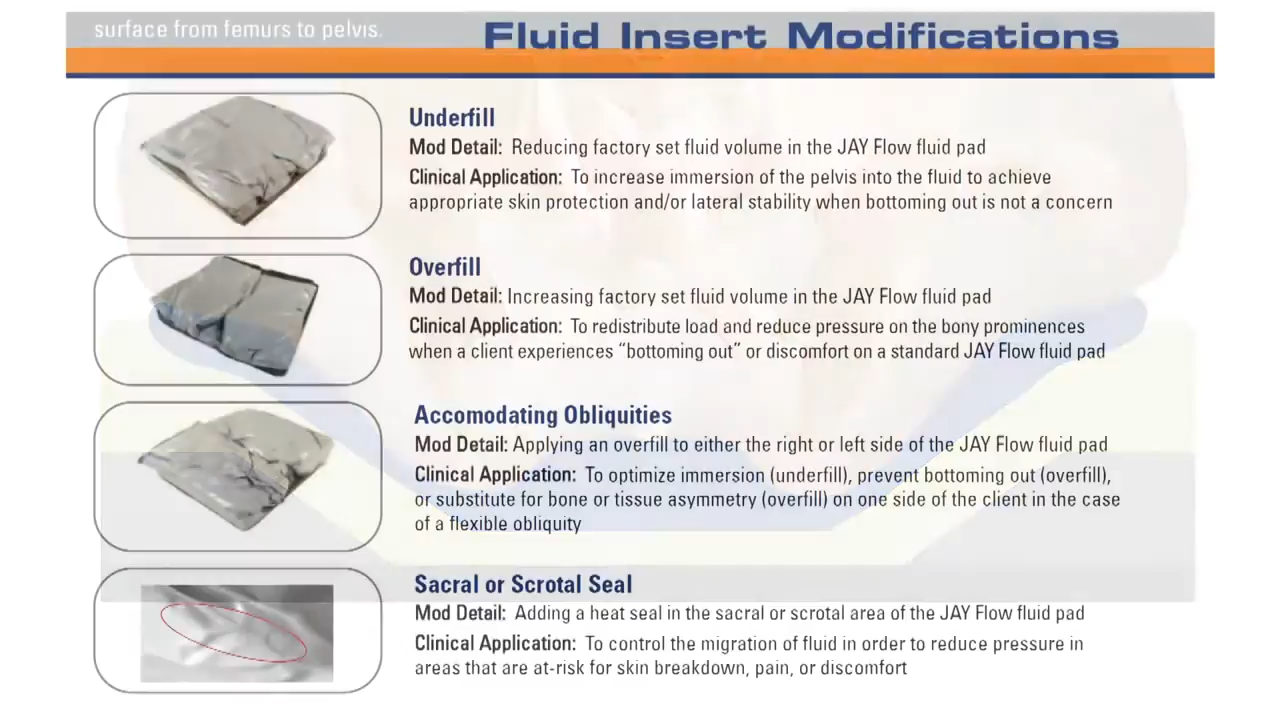 surface from femurs to pelvis.
Fluid Insert Modifications
Underfill
Mod Detail: Reducing factory set fluid volume in the JAY Flow fluid pad
Clinical Application: To increase immersion of the pelvis into the fluid to achieve
appropriate skin protection and/or lateral stability when bottoming out is not a concern
Overfill
Mod Detail: Increasing factory set fluid volume in the JAY Flow fluid pad
Clinical Application: To redistribute load and reduce pressure on the bony prominences
when a client experiences “bottoming out” or discomfort on a standard JAY Flow fluid pad
Accomodating Obliquities
Mod Detail: Applying an overfill to either the right or left side of the JAY Flow fluid pad
Clinical Application: To optimize immersion (underfill), prevent bottoming out (overfill),
or substitute for bone or tissue asymmetry (overfill) on one side of the client in the case
of a flexible obliquity
Sacral or Scrotal Seal
Mod Detail: Adding a heat seal in the sacral or scrotal area of the JAY Flow fluid pad
Clinical Application: To control the migration of fluid in order to reduce pressure in
areas that are at-risk for skin breakdown, pain, or discomfort